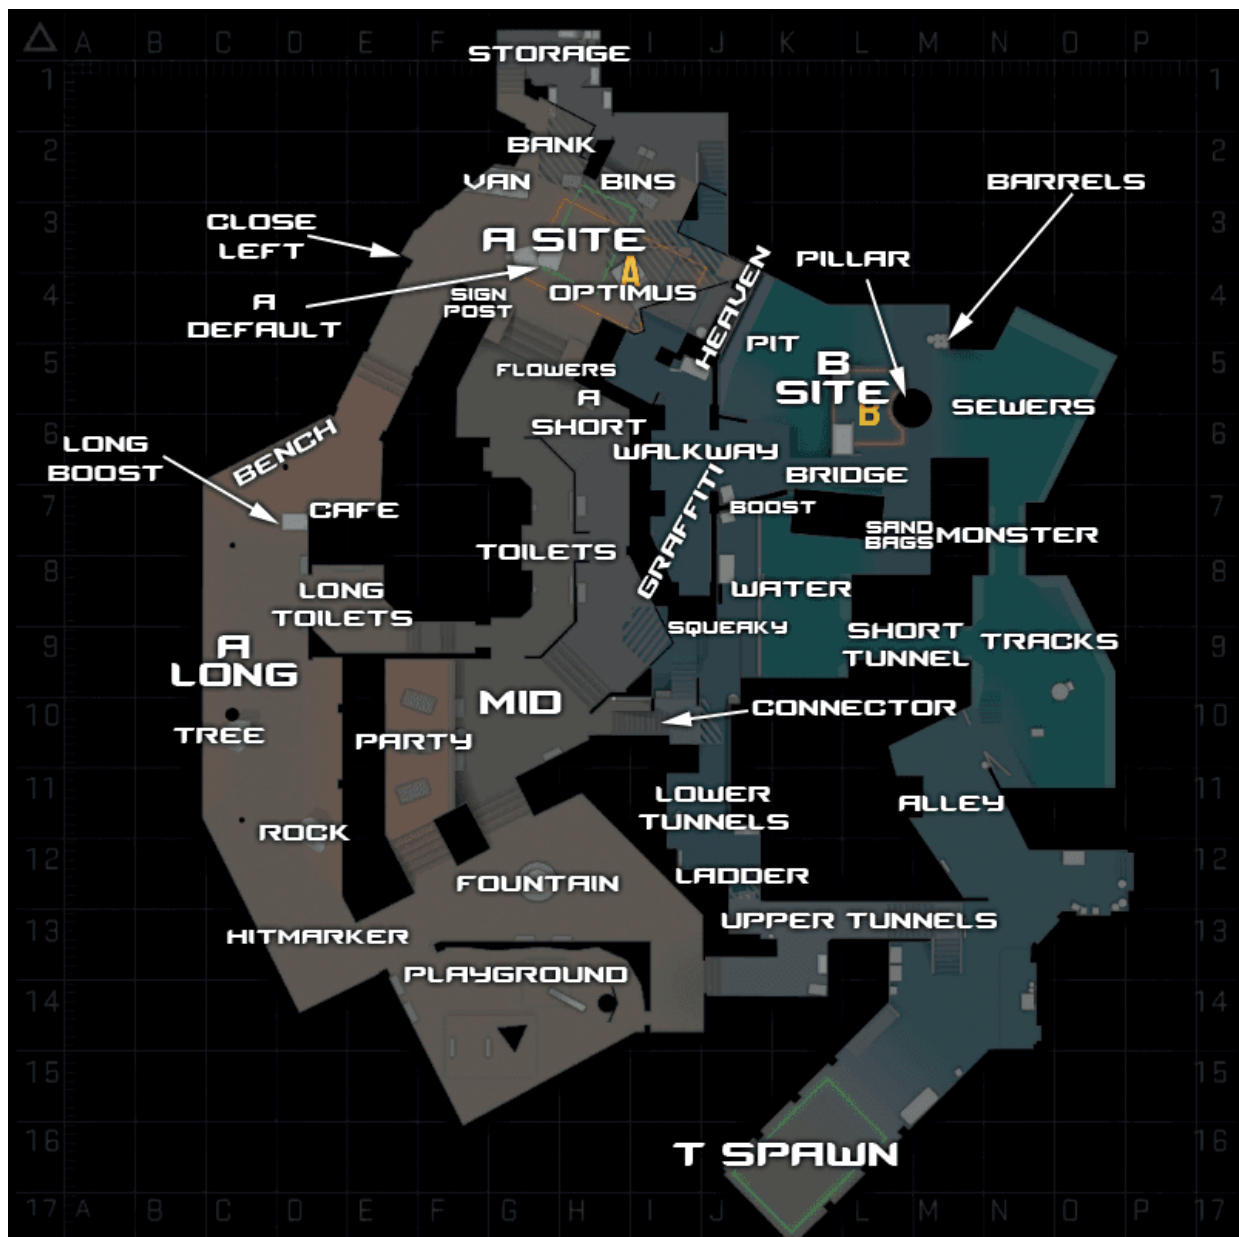 A B C D E F I J K L M N O P
STORAGE
1 1
BANK
2 2
VAN BINS
BARRELS
3 3
CLOSE
LEFT
A SITE
PILLAR
A
HEAVEN
A
DEFAULT
SIGN
POST
OPTIMUS
4 4
PIT
B
SITE
5 5
FLOWERS
A
SHORT
B
SEWERS
6 6
LONG
BOOST
BENCH
WALKWAY
BRIDGE
7 7
CAFE
GRAFFITI
BOOST
SAND
BAGS
MONSTER
TOILETS
8 8
LONG
TOILETS
WATER
9 9
SQUEAKY
SHORT
TUNNEL
TRACKS
A
LONG
MID
10 10
CONNECTOR
TREE
PARTY
11 11
LOWER
TUNNELS
ALLEY
ROCK
12 12
FOUNTAIN
LADDER
UPPER TUNNELS
13 13
HITMARKER
PLAYGROUND
14 14
15 15
16 16
T SPAWN
17 A B C D E F G H I J L M N O P 17